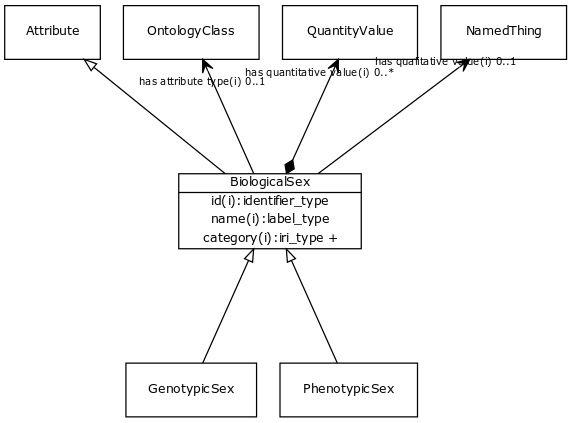 Attribute
OntologyClass
QuantityValue
NamedThing
has attribute type(i) 0..1
has quantitative value(i) 0..*
has qualitative value(i) 0..1
BiologicalSex
id(i):identifier_type
name(i):label_type
category(i):iri_type +
GenotypicSex
PhenotypicSex